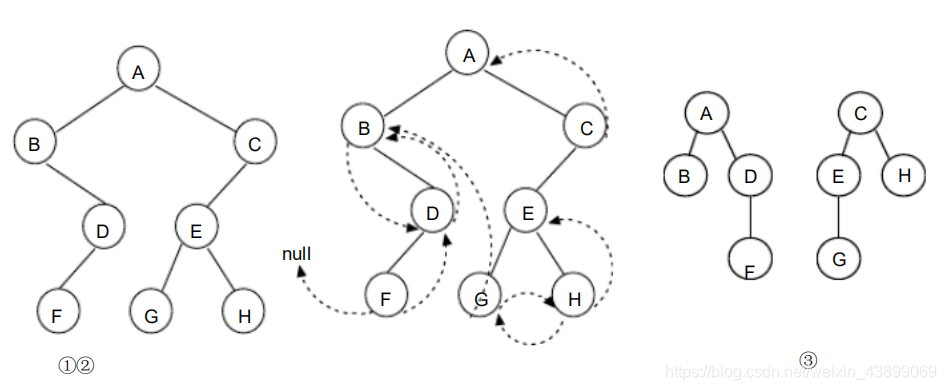 A
B
C
D
E
F
G
H
①②
A
B
C
D
E
null
F
G
H
A
C
B
D
E
H
F
G
③
https://blog.csdn.net/weixin_43899069